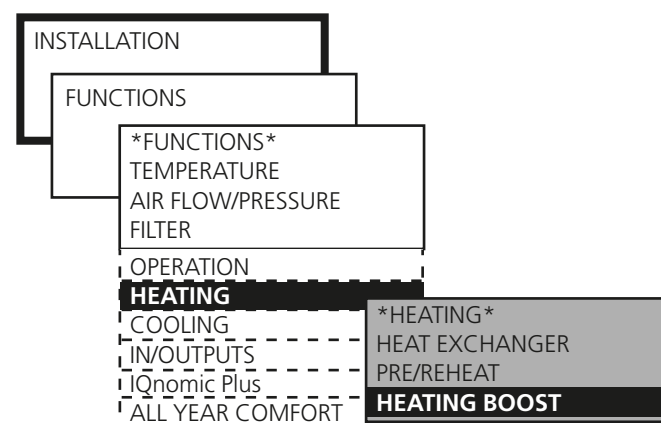 INSTALLATION
FUNCTIONS
*FUNCTIONS*
TEMPERATURE
AIR FLOW/PRESSURE
FILTER
OPERATION
HEATING
COOLING
IN/OUTPUTS
IQnomic Plus
ALL YEAR COMFORT
*HEATING*
HEAT EXCHANGER
PRE/REHEAT
HEATING BOOST